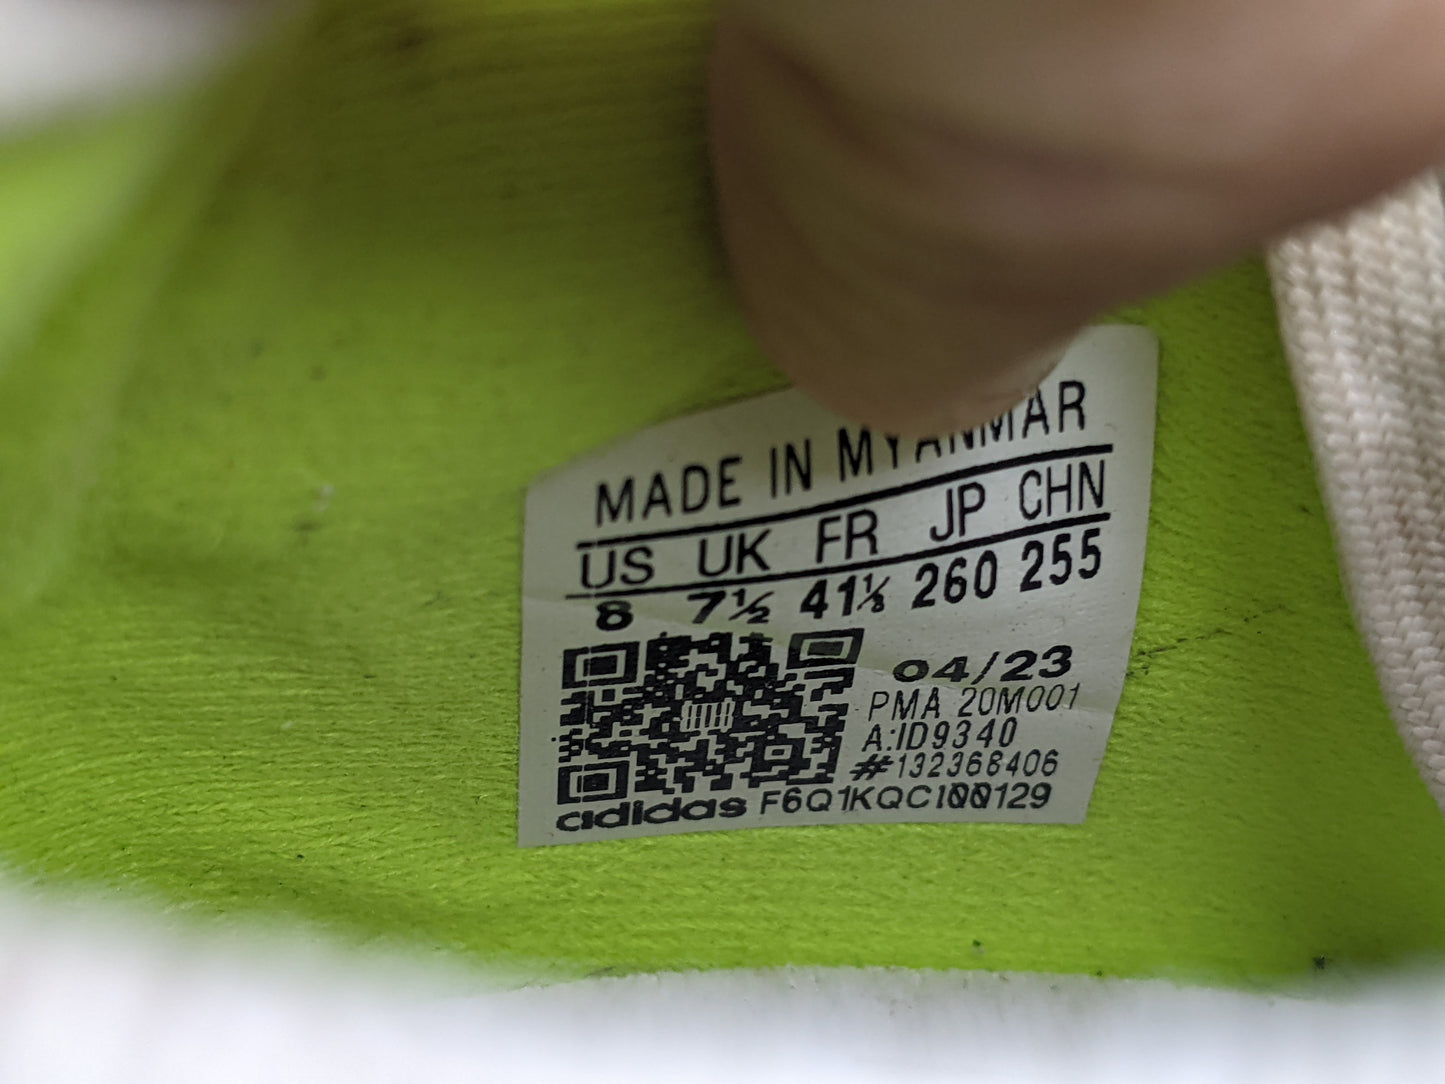 MADE IN MYANMAR
US UK FR JP CHN
8 7½ 41⅓ 260 255
04/23
PMA 20M001
A:ID9340
#132368406
adidas F6Q1KQC100129